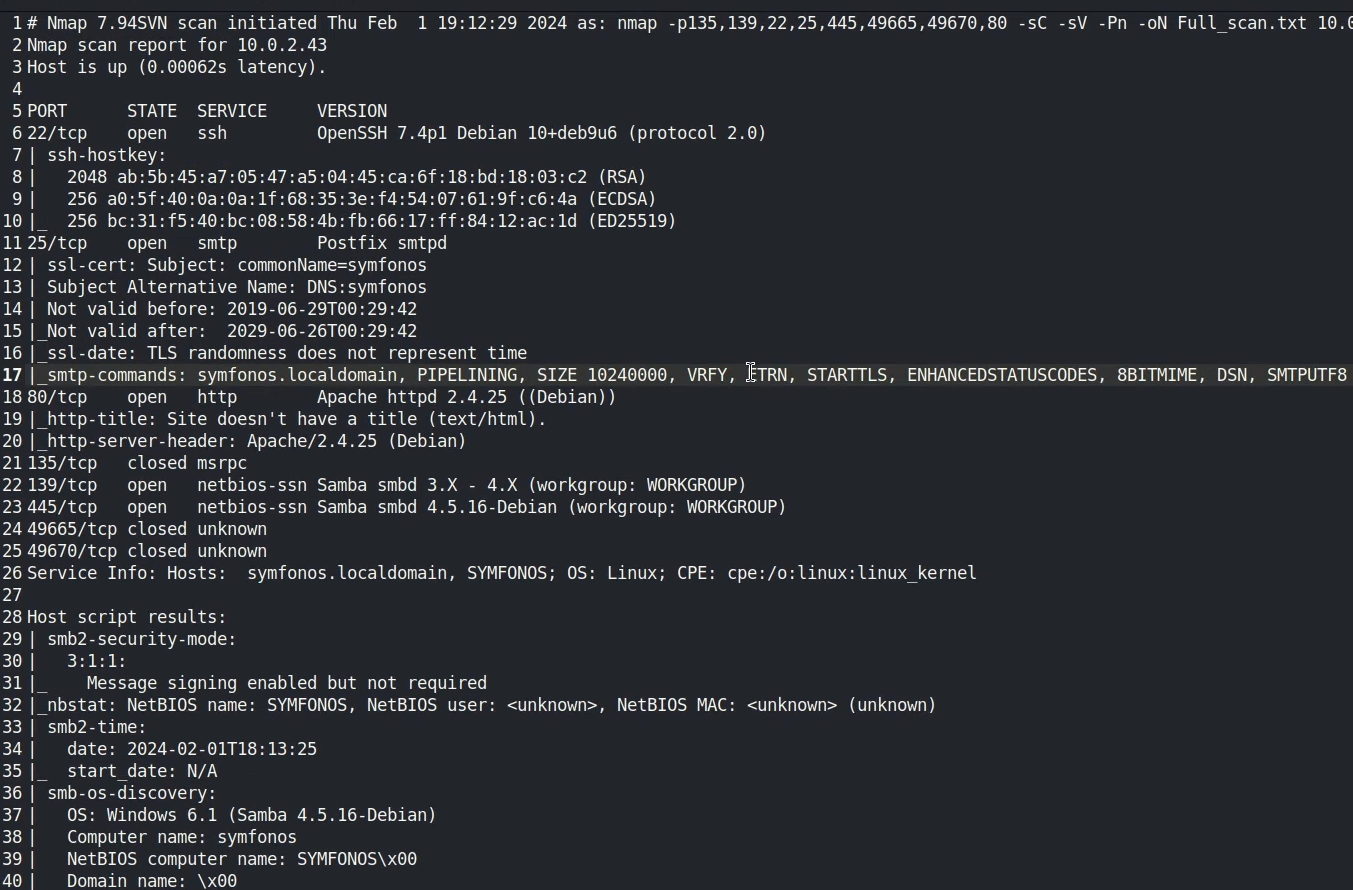 1 # Nmap 7.94SVN scan initiated Thu Feb  1 19:12:29 2024 as: nmap -p135,139,22,25,445,49665,49670,80 -sC -sV -Pn -oN Full_scan.txt 10.0
2 Nmap scan report for 10.0.2.43
3 Host is up (0.00062s latency).
4
5 PORT      STATE  SERVICE     VERSION
6 22/tcp    open   ssh         OpenSSH 7.4p1 Debian 10+deb9u6 (protocol 2.0)
7 | ssh-hostkey:
8 |   2048 ab:5b:45:a7:05:47:a5:04:45:ca:6f:18:bd:18:03:c2 (RSA)
9 |   256 a0:5f:40:0a:0a:1f:68:35:3e:f4:54:07:61:9f:c6:4a (ECDSA)
10 |_  256 bc:31:f5:40:bc:08:58:4b:fb:66:17:ff:84:12:ac:1d (ED25519)
11 25/tcp    open   smtp        Postfix smtpd
12 | ssl-cert: Subject: commonName=symfonos
13 | Subject Alternative Name: DNS:symfonos
14 | Not valid before: 2019-06-29T00:29:42
15 |_Not valid after:  2029-06-26T00:29:42
16 |_ssl-date: TLS randomness does not represent time
17 |_smtp-commands: symfonos.localdomain, PIPELINING, SIZE 10240000, VRFY, ETRN, STARTTLS, ENHANCEDSTATUSCODES, 8BITMIME, DSN, SMTPUTF8
18 80/tcp    open   http        Apache httpd 2.4.25 ((Debian))
19 |_http-title: Site doesn't have a title (text/html).
20 |_http-server-header: Apache/2.4.25 (Debian)
21 135/tcp   closed msrpc
22 139/tcp   open   netbios-ssn Samba smbd 3.X - 4.X (workgroup: WORKGROUP)
23 445/tcp   open   netbios-ssn Samba smbd 4.5.16-Debian (workgroup: WORKGROUP)
24 49665/tcp closed unknown
25 49670/tcp closed unknown
26 Service Info: Hosts:  symfonos.localdomain, SYMFONOS; OS: Linux; CPE: cpe:/o:linux:linux_kernel
27
28 Host script results:
29 | smb2-security-mode:
30 |   3:1:1:
31 |_    Message signing enabled but not required
32 |_nbstat: NetBIOS name: SYMFONOS, NetBIOS user: <unknown>, NetBIOS MAC: <unknown> (unknown)
33 | smb2-time:
34 |   date: 2024-02-01T18:13:25
35 |_  start_date: N/A
36 | smb-os-discovery:
37 |   OS: Windows 6.1 (Samba 4.5.16-Debian)
38 |   Computer name: symfonos
39 |   NetBIOS computer name: SYMFONOS\x00
40 |   Domain name: \x00